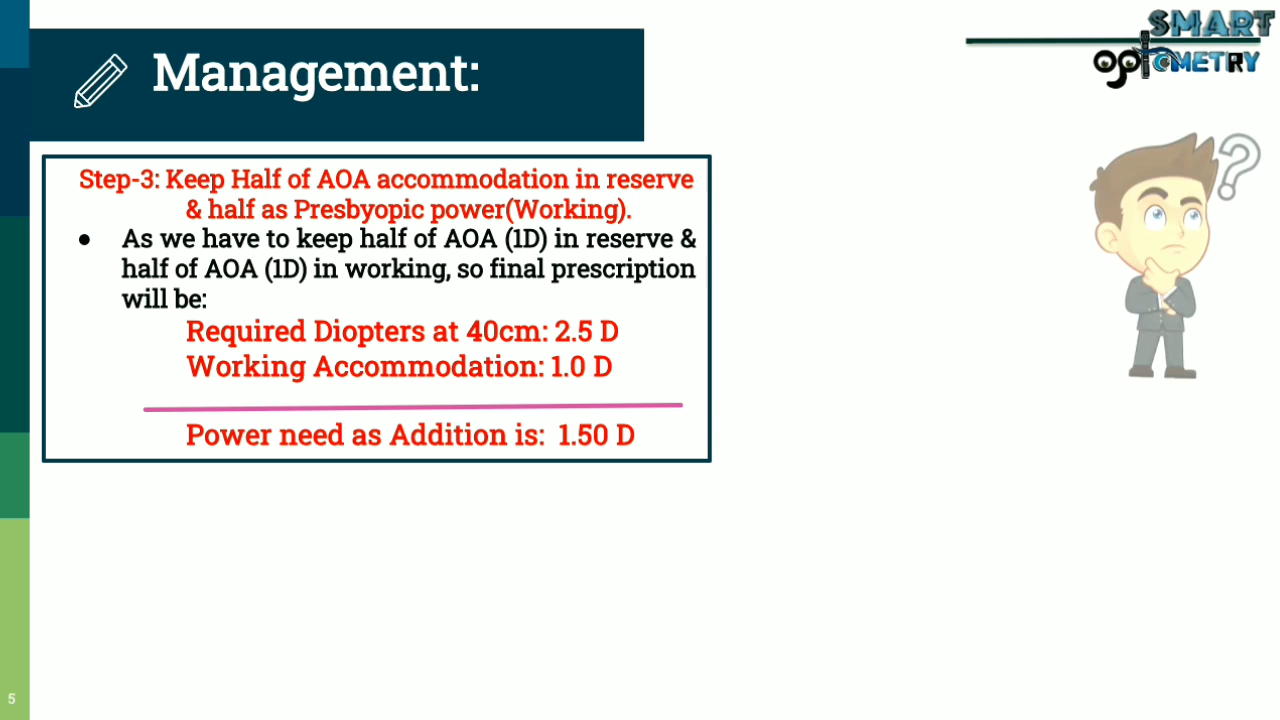 SMART
OPTOMETRY
Management:
Step-3: Keep Half of AOA accommodation in reserve
& half as Presbyopic power(Working).
● As we have to keep half of AOA (1D) in reserve &
half of AOA (1D) in working, so final prescription
will be:
Required Diopters at 40cm: 2.5 D
Working Accommodation: 1.0 D
Power need as Addition is: 1.50 D
5